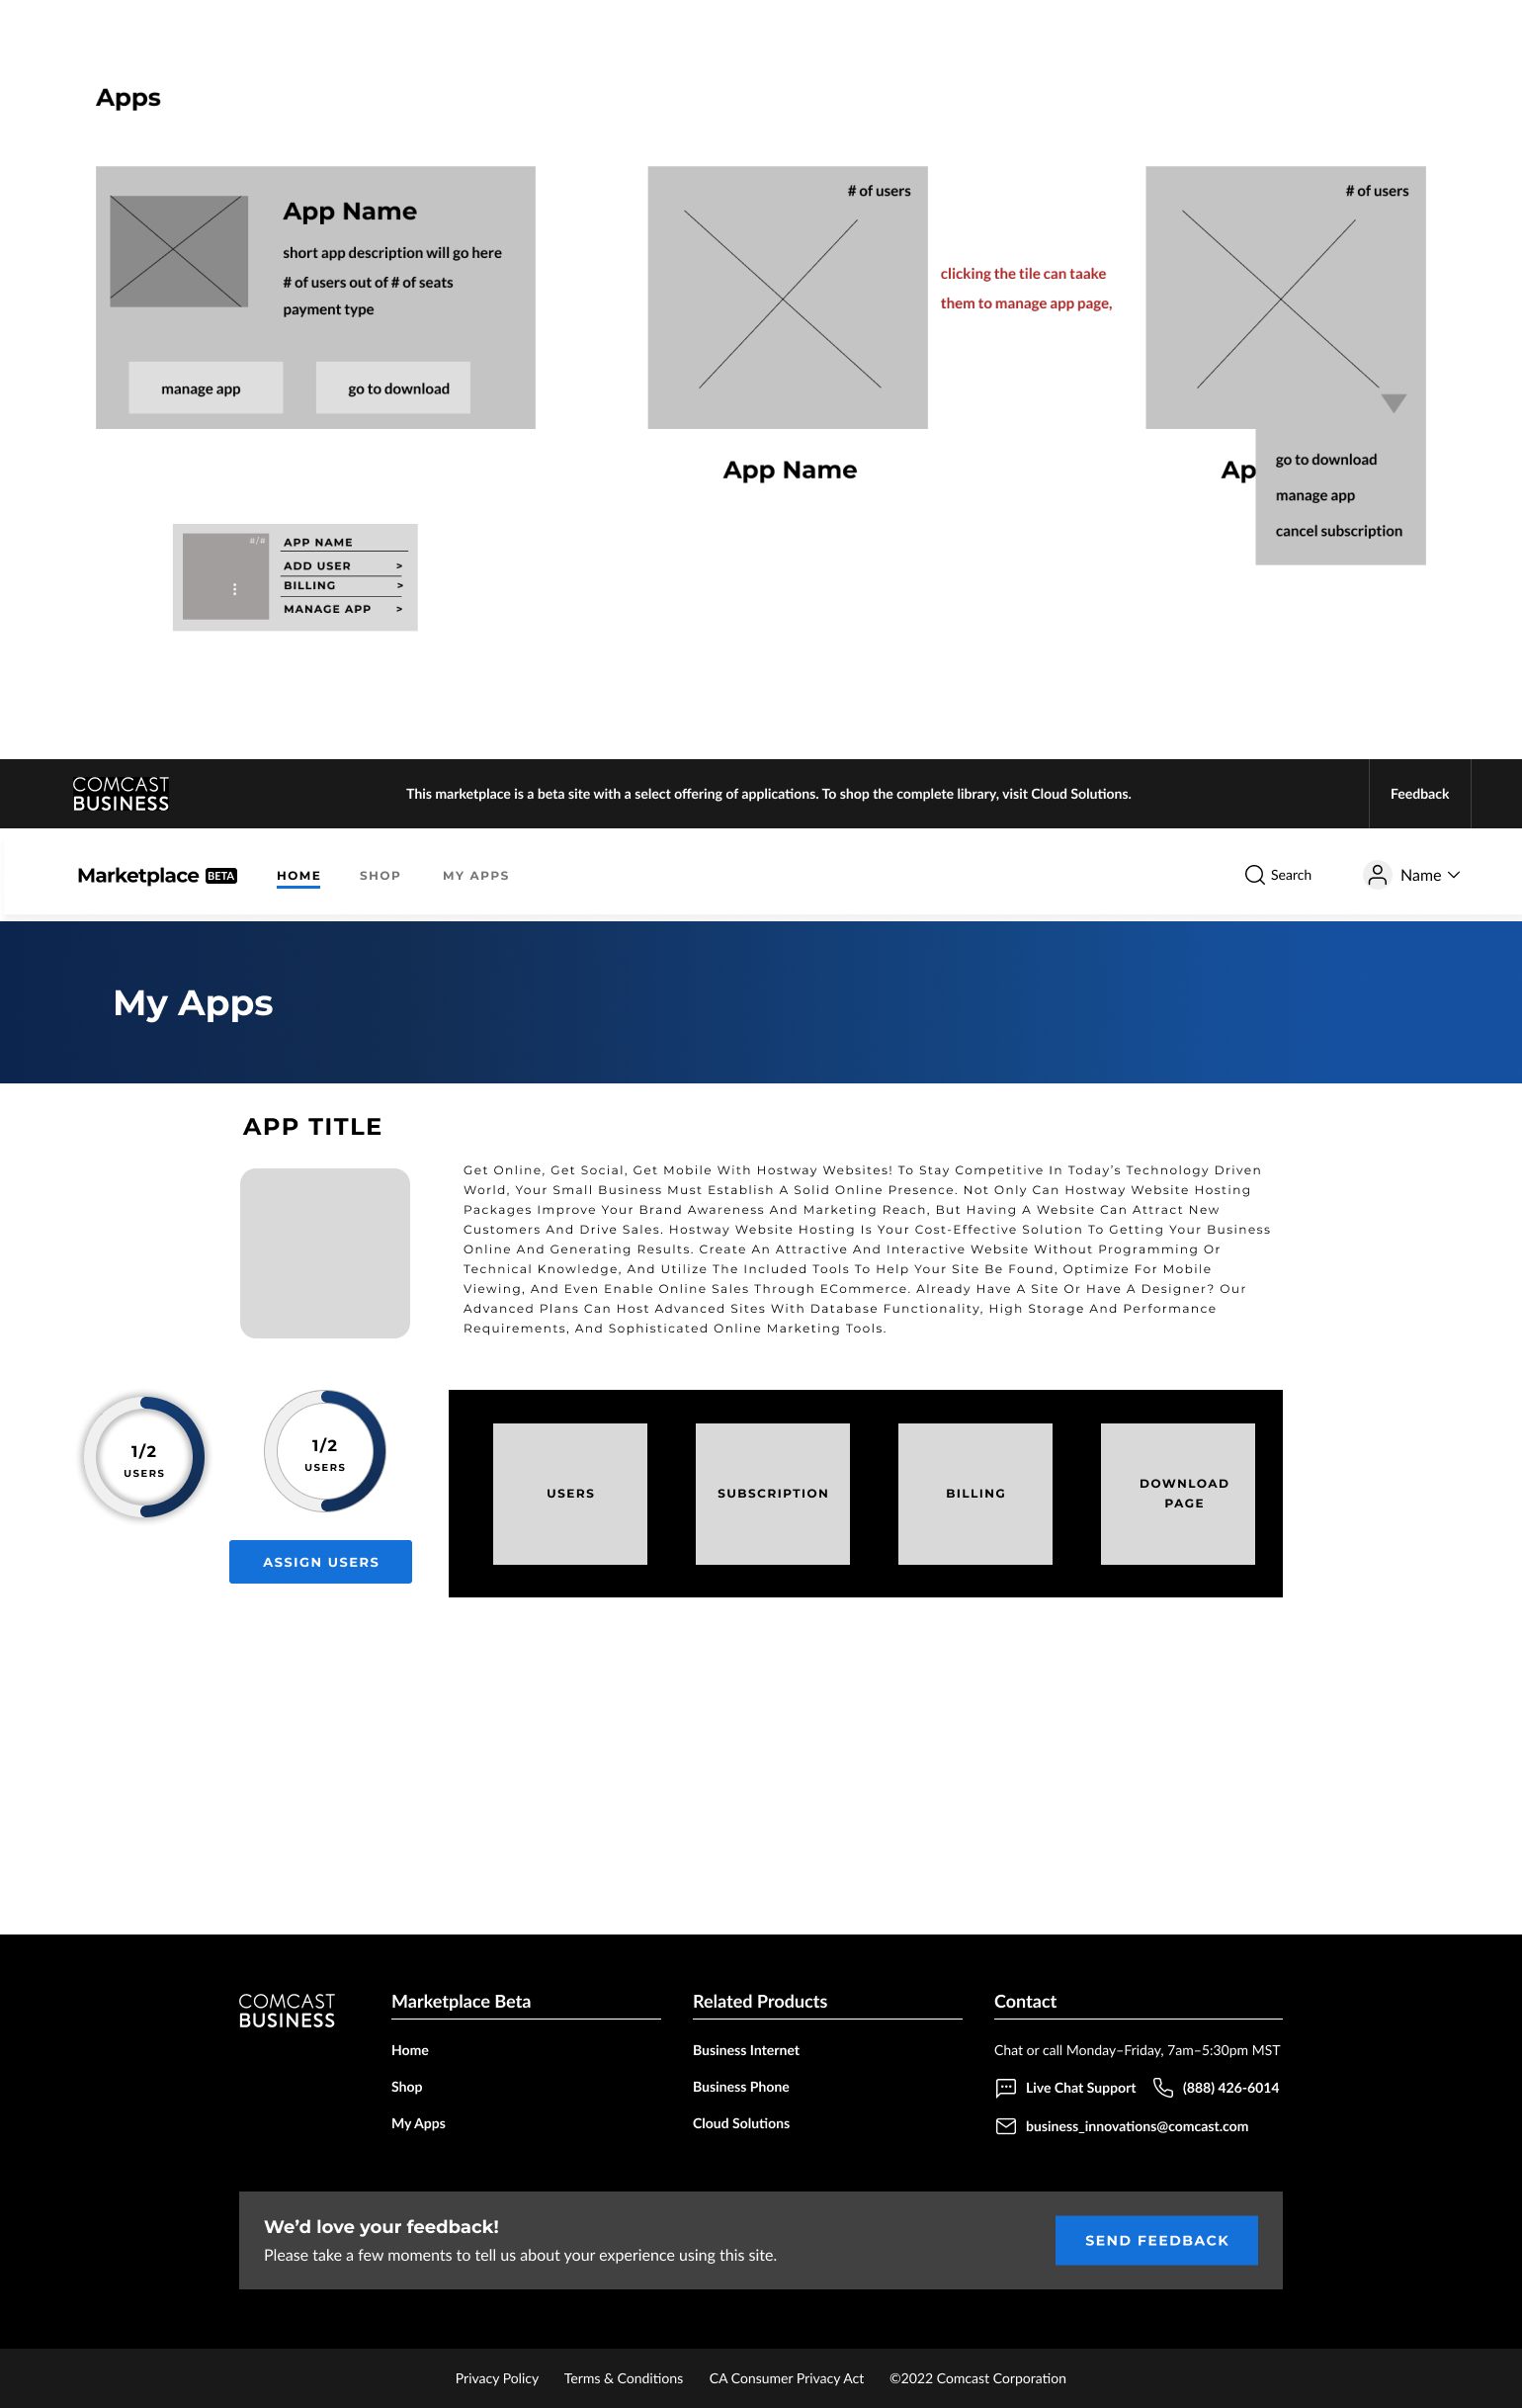 Apps
App Name
short app description will go here
# of users out of # of seats
payment type
manage app
go to download
# of users
App Name
clicking the tile can taake
them to manage app page,
# of users
Ap
go to download
manage app
cancel subscription
#/#
APP NAME
ADD USER >
BILLING >
MANAGE APP >
COMCAST
BUSINESS
This marketplace is a beta site with a select offering of applications. To shop the complete library, visit Cloud Solutions.
Feedback
Marketplace BETA
HOME
SHOP
MY APPS
Search
Name
My Apps
APP TITLE
Get Online, Get Social, Get Mobile With Hostway Websites! To Stay Competitive In Today’s Technology Driven
World, Your Small Business Must Establish A Solid Online Presence. Not Only Can Hostway Website Hosting
Packages Improve Your Brand Awareness And Marketing Reach, But Having A Website Can Attract New
Customers And Drive Sales. Hostway Website Hosting Is Your Cost-Effective Solution To Getting Your Business
Online And Generating Results. Create An Attractive And Interactive Website Without Programming Or
Technical Knowledge, And Utilize The Included Tools To Help Your Site Be Found, Optimize For Mobile
Viewing, And Even Enable Online Sales Through ECommerce. Already Have A Site Or Have A Designer? Our
Advanced Plans Can Host Advanced Sites With Database Functionality, High Storage And Performance
Requirements, And Sophisticated Online Marketing Tools.
1/2
USERS
1/2
USERS
ASSIGN USERS
USERS
SUBSCRIPTION
BILLING
DOWNLOAD
PAGE
COMCAST
BUSINESS
Marketplace Beta
Home
Shop
My Apps
Related Products
Business Internet
Business Phone
Cloud Solutions
Contact
Chat or call Monday–Friday, 7am–5:30pm MST
Live Chat Support
(888) 426-6014
business_innovations@comcast.com
We’d love your feedback!
Please take a few moments to tell us about your experience using this site.
SEND FEEDBACK
Privacy Policy
Terms & Conditions
CA Consumer Privacy Act
©2022 Comcast Corporation